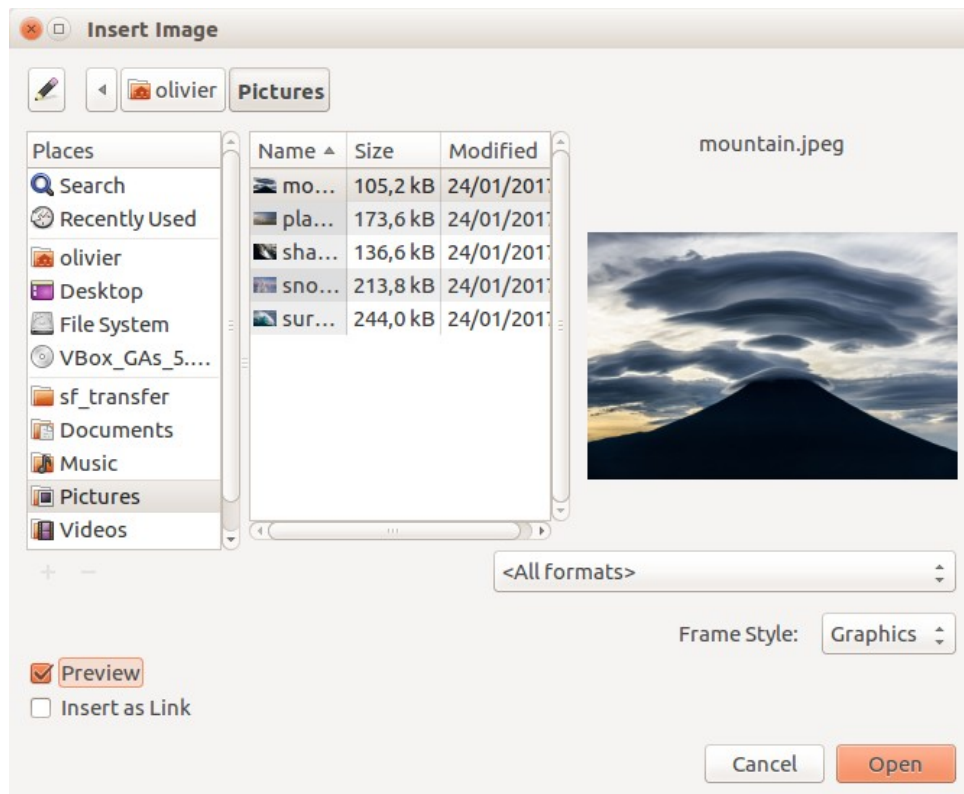 Insert Image
olivier Pictures
Places
Search
Recently Used
olivier
Desktop
File System
VBox_GAs_5....
sf_transfer
Documents
Music
Pictures
Videos
Name Size Modified
mo... 105,2 kB 24/01/2017
pla... 173,6 kB 24/01/2017
sha... 136,6 kB 24/01/2017
sno... 213,8 kB 24/01/2017
sur... 244,0 kB 24/01/2017
mountain.jpeg
<All formats>
Frame Style: Graphics
Preview
Insert as Link
Cancel Open